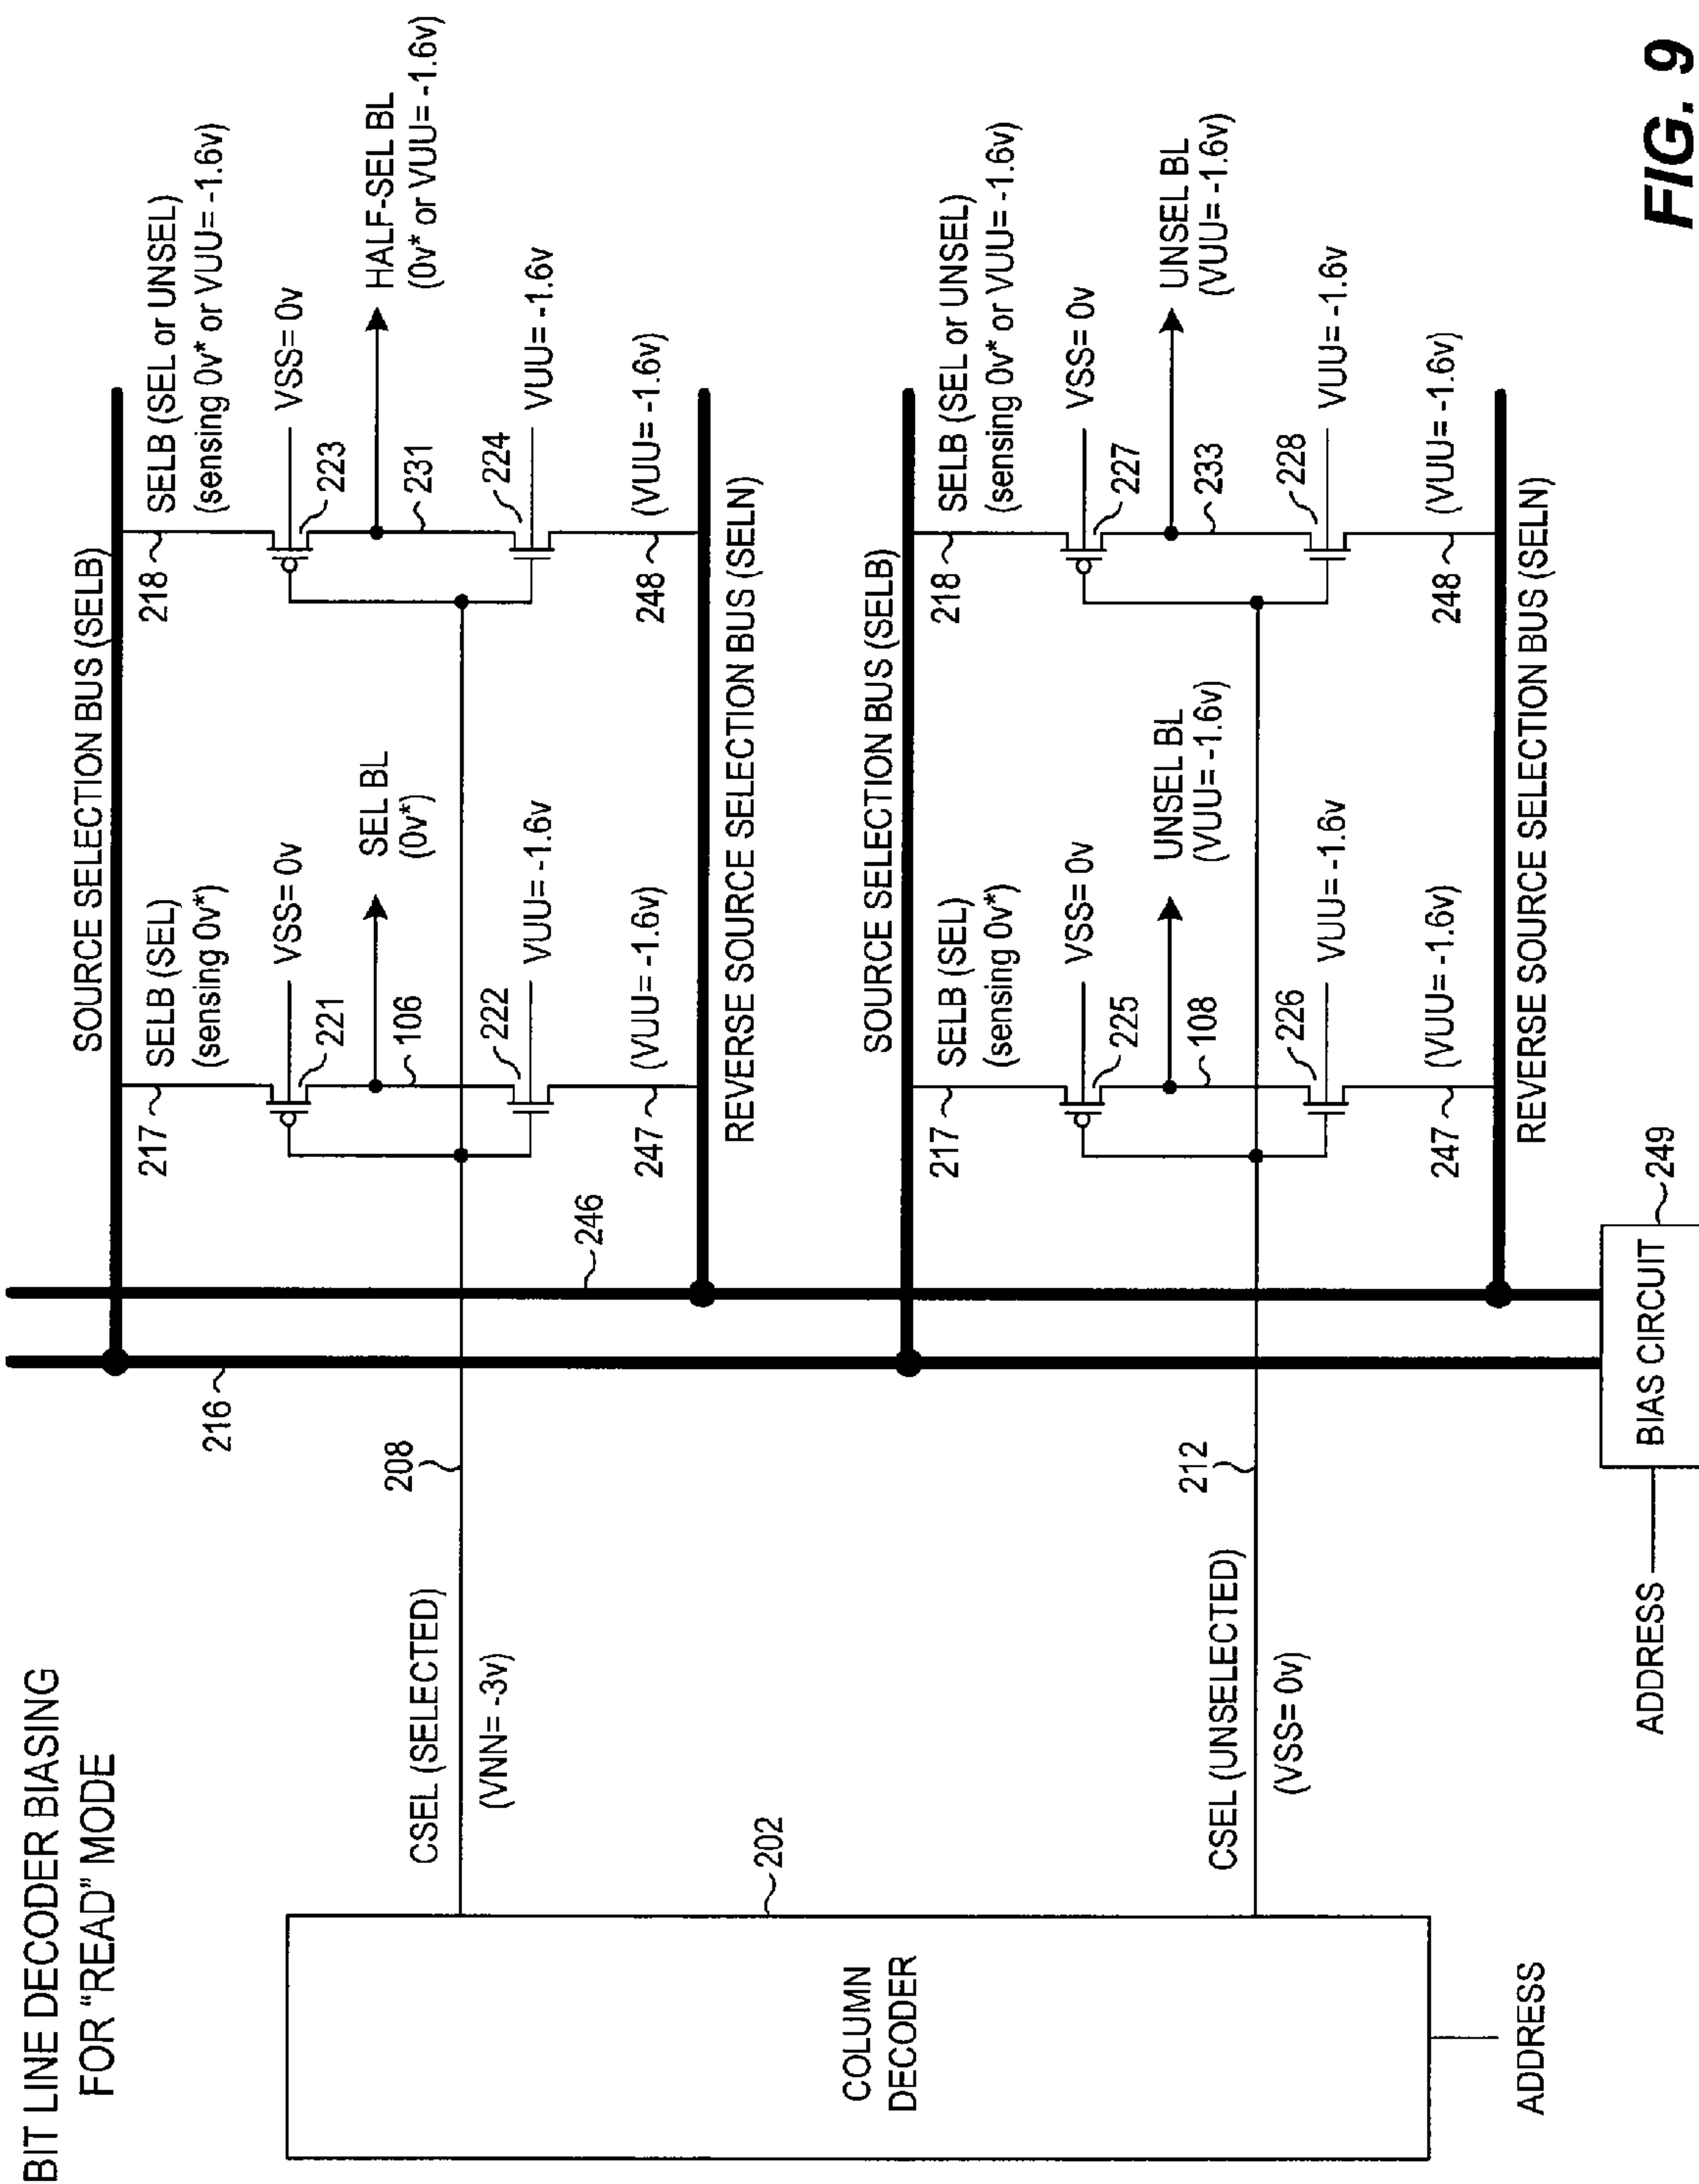 BIT LINE DECODER BIASING
FOR "READ" MODE
SOURCE SELECTION BUS (SELB)
217
SELB (SEL)
(sensing 0v*)
VSS= 0v
221
SEL BL
(0v*)
106
222
VUU= -1.6v
247
(VUU= -1.6v)
218
SELB (SEL or UNSEL)
(sensing 0v* or VUU= -1.6v)
VSS= 0v
223
HALF-SEL BL
(0v* or VUU= -1.6v)
231
224
VUU= -1.6v
248
(VUU= -1.6v)
REVERSE SOURCE SELECTION BUS (SELN)
216
246
CSEL (SELECTED)
208
(VNN= -3v)
COLUMN
DECODER
202
ADDRESS
SOURCE SELECTION BUS (SELB)
217
SELB (SEL)
(sensing 0v*)
VSS= 0v
225
UNSEL BL
(VUU= -1.6v)
108
226
VUU= -1.6v
247
(VUU= -1.6v)
218
SELB (SEL or UNSEL)
(sensing 0v* or VUU= -1.6v)
VSS= 0v
227
UNSEL BL
(VUU= -1.6v)
233
228
VUU= -1.6v
248
(VUU= -1.6v)
REVERSE SOURCE SELECTION BUS (SELN)
CSEL (UNSELECTED)
212
(VSS= 0v)
ADDRESS
BIAS CIRCUIT
249
FIG. 9